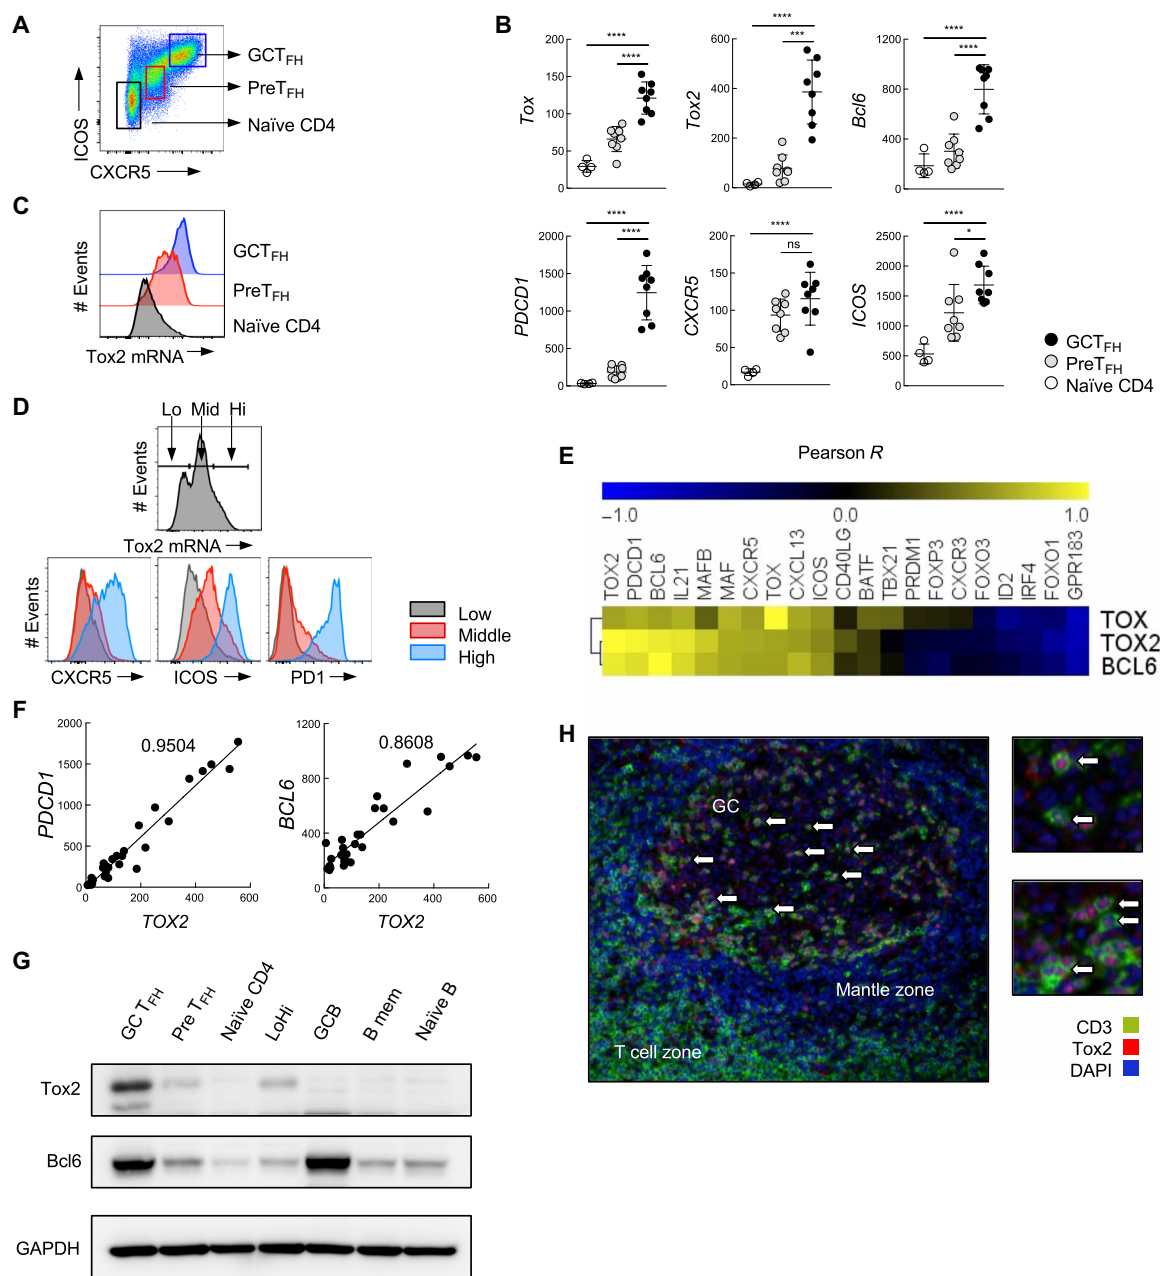 A
ICOS
CXCR5
GCTFH
PreTFH
Naïve CD4
B
Tox
150
100
50
0
****
****
Tox2
600
400
200
0
****
***
Bcl6
1200
800
400
0
****
****
PDCD1
2000
1500
1000
500
0
****
****
CXCR5
200
150
100
50
0
****
ns
ICOS
2500
2000
1500
1000
500
0
****
*
GCTFH
PreTFH
Naïve CD4
C
# Events
GCTFH
PreTFH
Naïve CD4
Tox2 mRNA
D
Lo Mid Hi
# Events
Tox2 mRNA
# Events
CXCR5
ICOS
PD1
Low
Middle
High
E
Pearson R
−1.0 0.0 1.0
TOX2
PDCD1
BCL6
IL21
MAFB
MAF
CXCR5
TOX
CXCL13
ICOS
CD40LG
BATF
TBX21
PRDM1
FOXP3
CXCR3
FOXO3
ID2
IRF4
FOXO1
GPR183
TOX
TOX2
BCL6
F
PDCD1
2000
1500
1000
500
0
0.9504
0 200 400 600
TOX2
BCL6
1200
800
400
0
0.8608
0 200 400 600
TOX2
G
GC TFH
Pre TFH
Naïve CD4
LoHi
GCB
B mem
Naïve B
Tox2
Bcl6
GAPDH
H
GC
Mantle zone
T cell zone
CD3
Tox2
DAPI